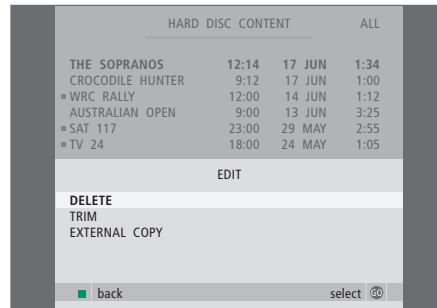 HARD DISC CONTENT ALL
THE SOPRANOS 12:14 17 JUN 1:34
CROCODILE HUNTER 9:12 17 JUN 1:00
WRC RALLY 12:00 14 JUN 1:12
AUSTRALIAN OPEN 9:00 13 JUN 3:25
SAT 117 23:00 29 MAY 2:55
TV 24 18:00 24 MAY 1:05
EDIT
DELETE
TRIM
EXTERNAL COPY
back select GO